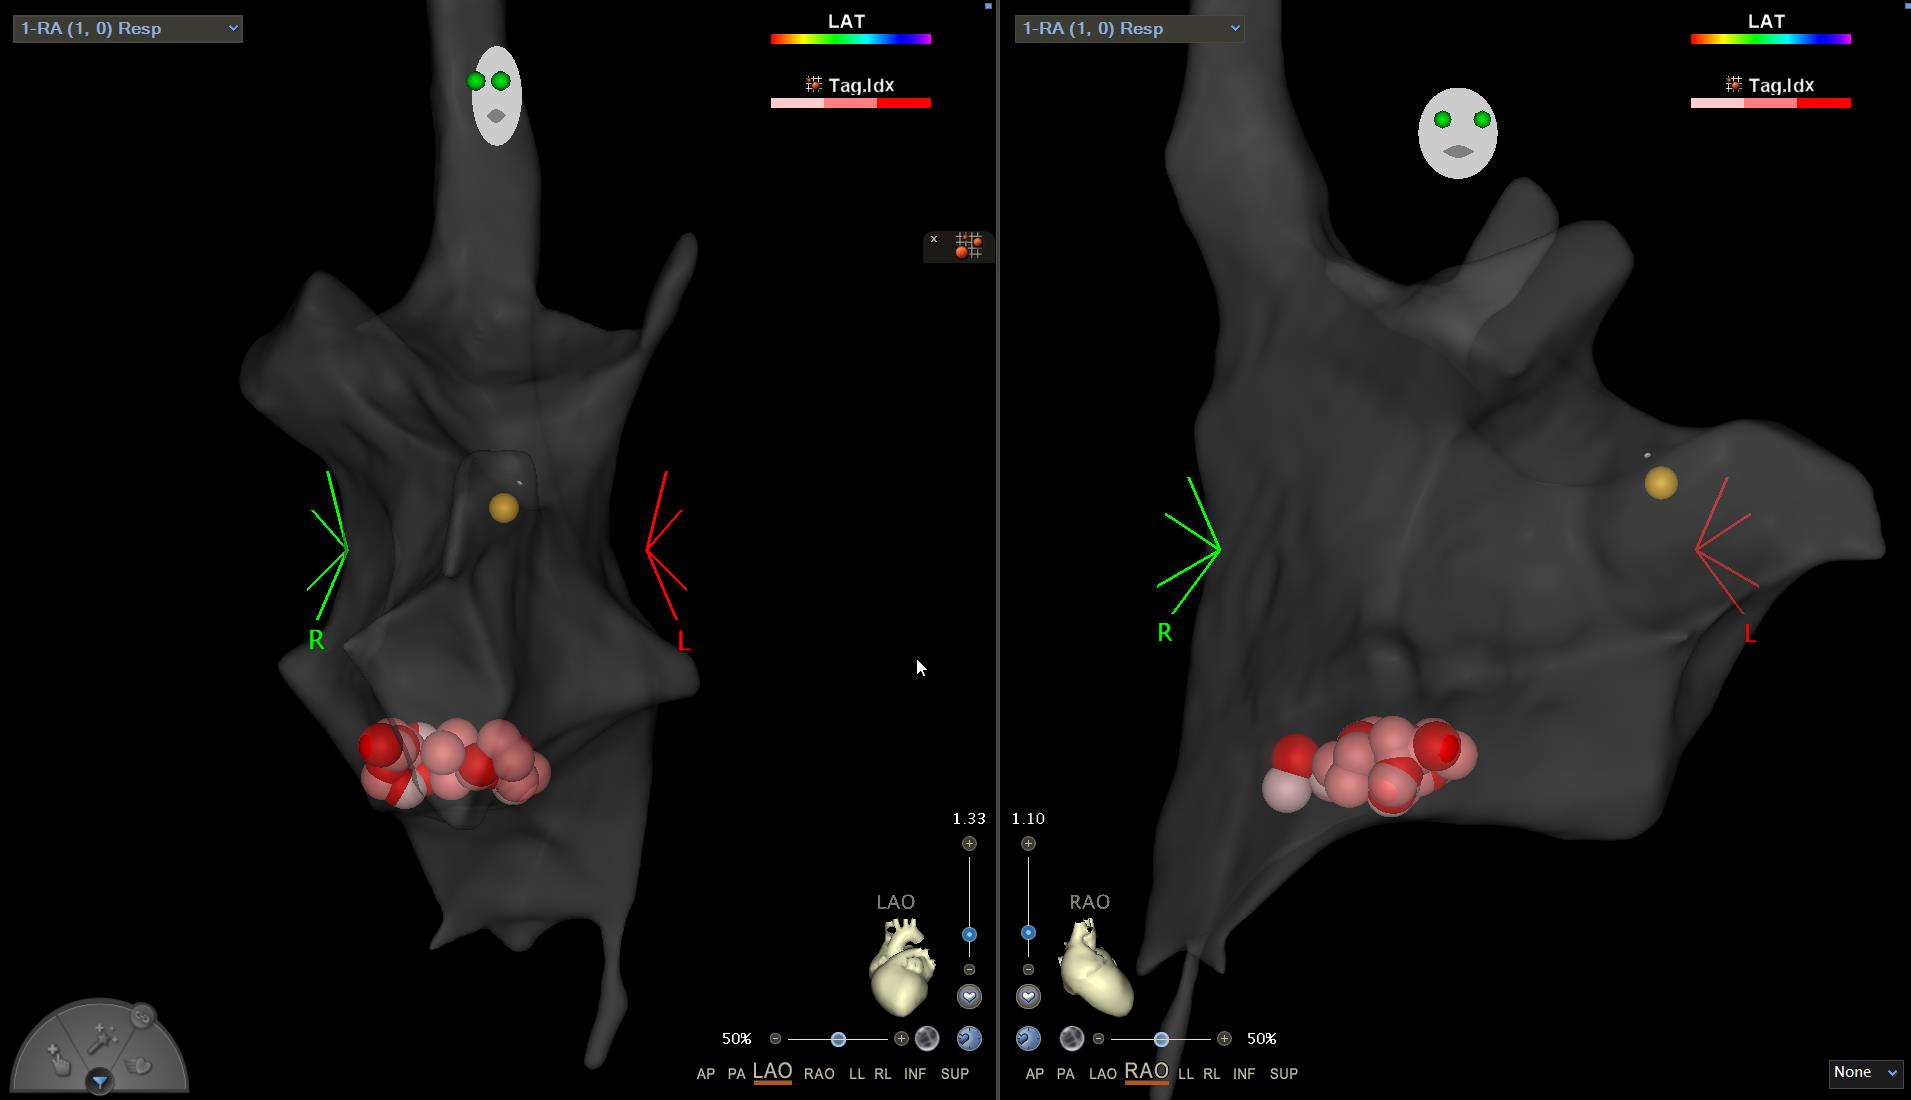 1-RA (1, 0) Resp
LAT
Tag.Idx
x
R
L
1.33
LAO
50%
AP PA LAO RAO LL RL INF SUP
1-RA (1, 0) Resp
LAT
Tag.Idx
R
L
1.10
RAO
50%
AP PA LAO RAO LL RL INF SUP
None